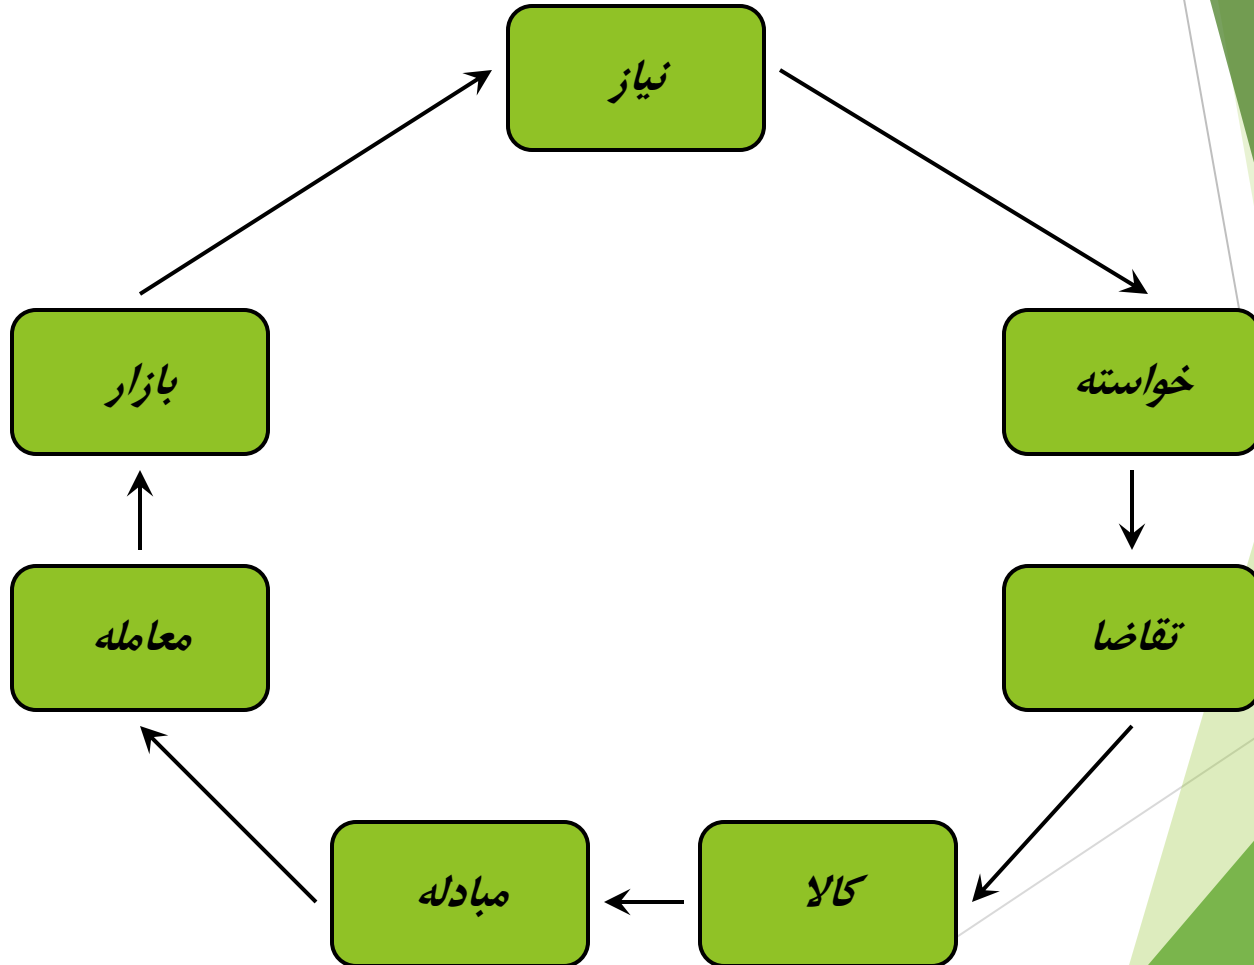 نیاز
خواسته
تقاضا
کالا
مبادله
معامله
بازار